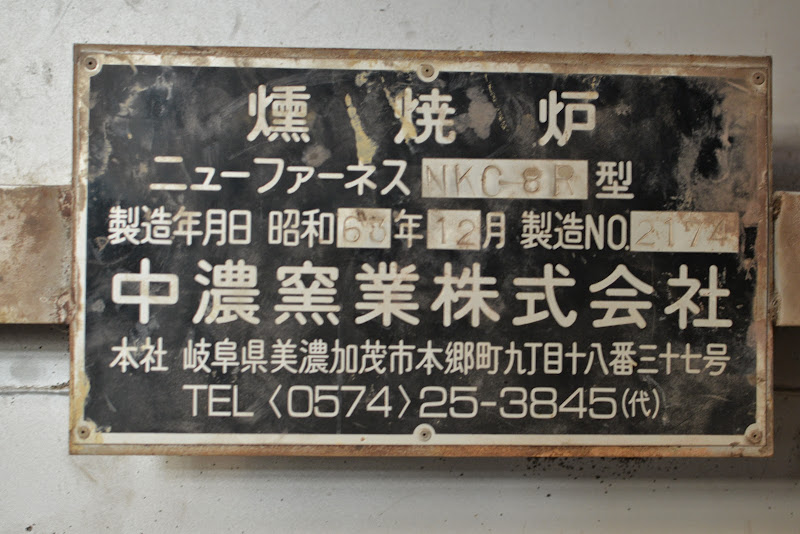 燻焼炉
ニューファーネス NKC-8R 型
製造年月日 昭和63年12月 製造NO.2174
中濃窯業株式会社
本社 岐阜県美濃加茂市本郷町九丁目十八番三十七号
TEL〈0574〉25-3845(代)